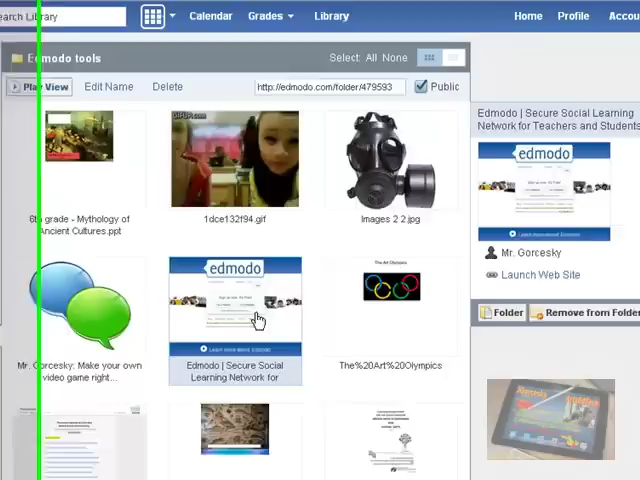 earch Library
Calendar
Grades
Library
Home
Profile
Accou
Edmodo tools
Select: All None
Play View
Edit Name
Delete
http://edmodo.com/folder/479593
Public
Edmodo | Secure Social Learning
Network for Teachers and Students
edmodo
Mr. Gorcesky
Launch Web Site
Folder
Remove from Folder
6th grade - Mythology of
Ancient Cultures.ppt
1dce132f94.gif
Images 2 2.jpg
edmodo
The Art Olympics
Mr. Gorcesky: Make your own
video game right...
Edmodo | Secure Social
Learning Network for
The%20Art%20Olympics